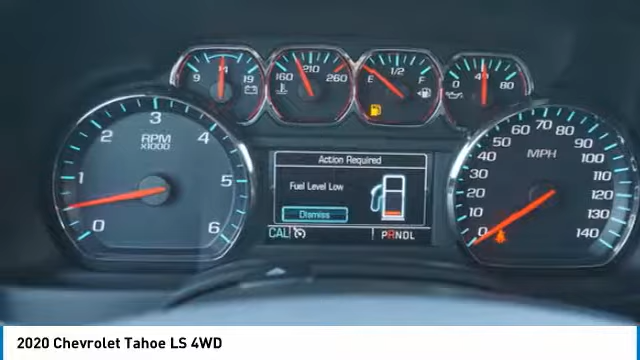 9 14 19
160 210 260
E 1/2 F
0 40 80
RPM
x1000
0 1 2 3 4 5 6
MPH
0 10 20 30 40 50 60 70 80 90 100 110 120 130 140
Action Required
Fuel Level Low
Dismiss
CAL
PRNDL
2020 Chevrolet Tahoe LS 4WD